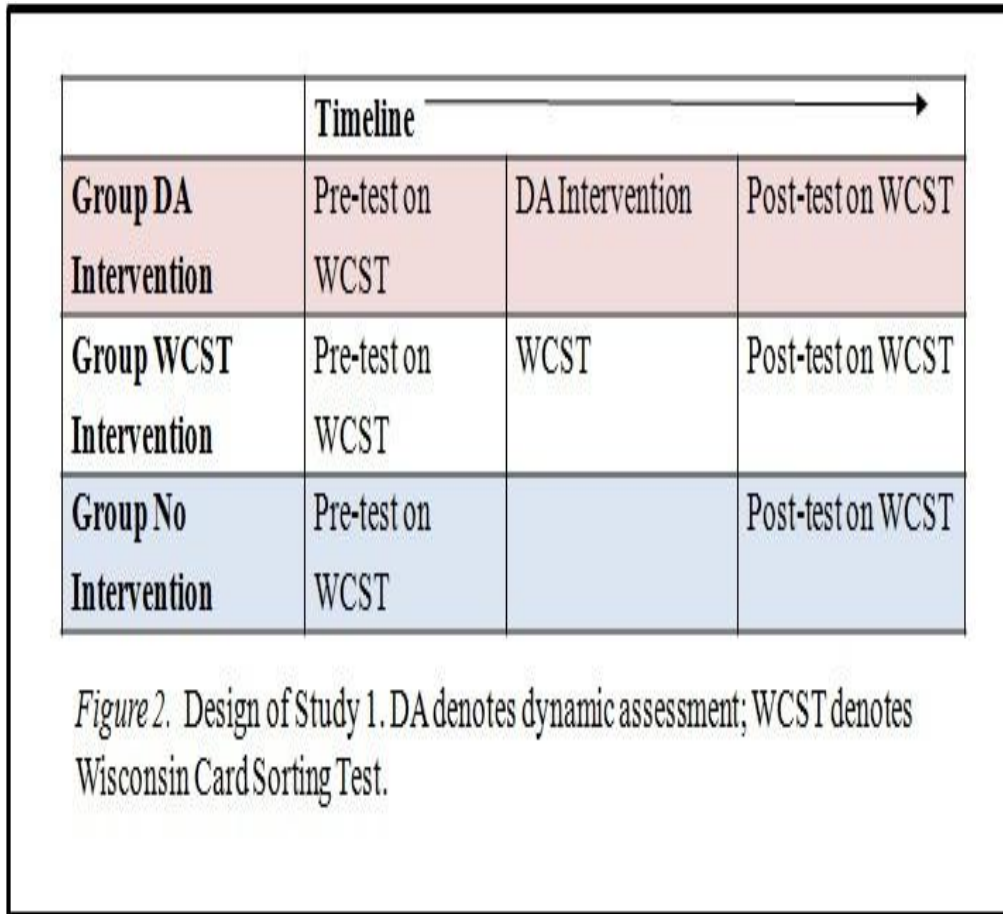 Timeline
Group DA Intervention
Pre-test on WCST
DA Intervention
Post-test on WCST
Group WCST Intervention
Pre-test on WCST
WCST
Post-test on WCST
Group No Intervention
Pre-test on WCST
Post-test on WCST
Figure 2. Design of Study 1. DA denotes dynamic assessment; WCST denotes
Wisconsin Card Sorting Test.